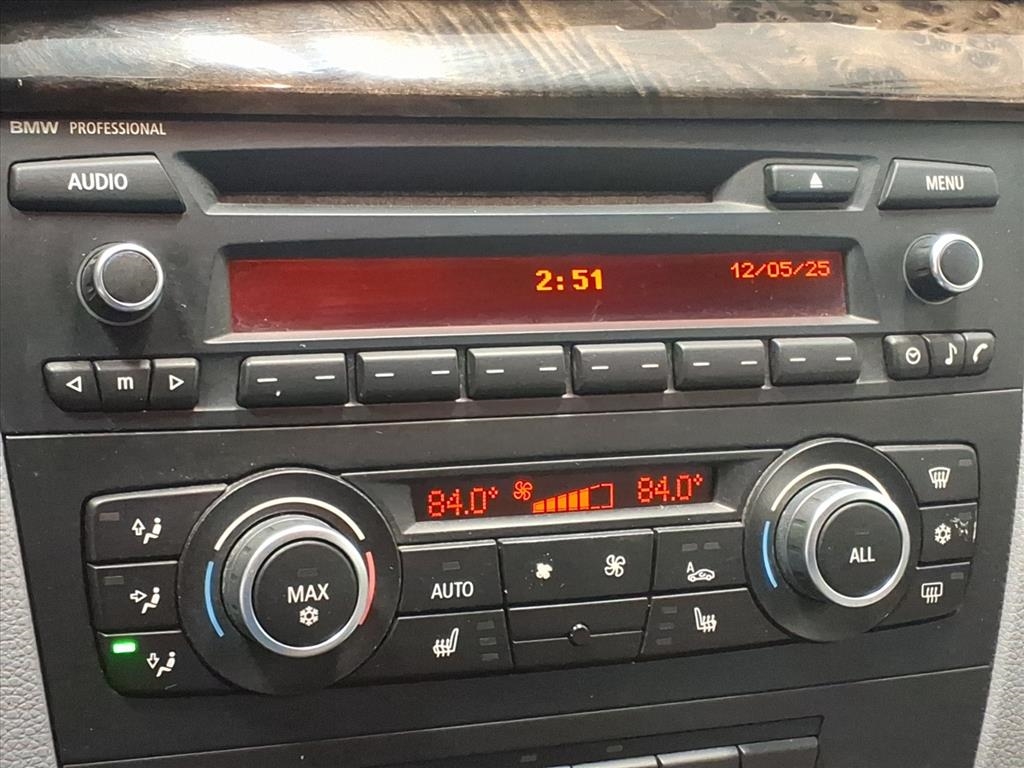 BMW PROFESSIONAL
AUDIO
MENU
2:51
12/05/25
m
84.0°
84.0°
MAX
AUTO
A
ALL